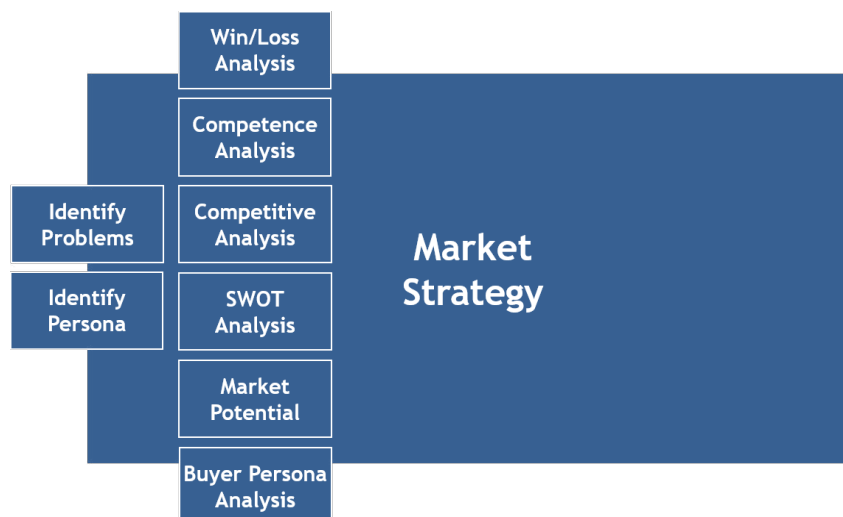 Win/Loss
Analysis
Competence
Analysis
Identify
Problems
Competitive
Analysis
Market
Strategy
Identify
Persona
SWOT
Analysis
Market
Potential
Buyer Persona
Analysis